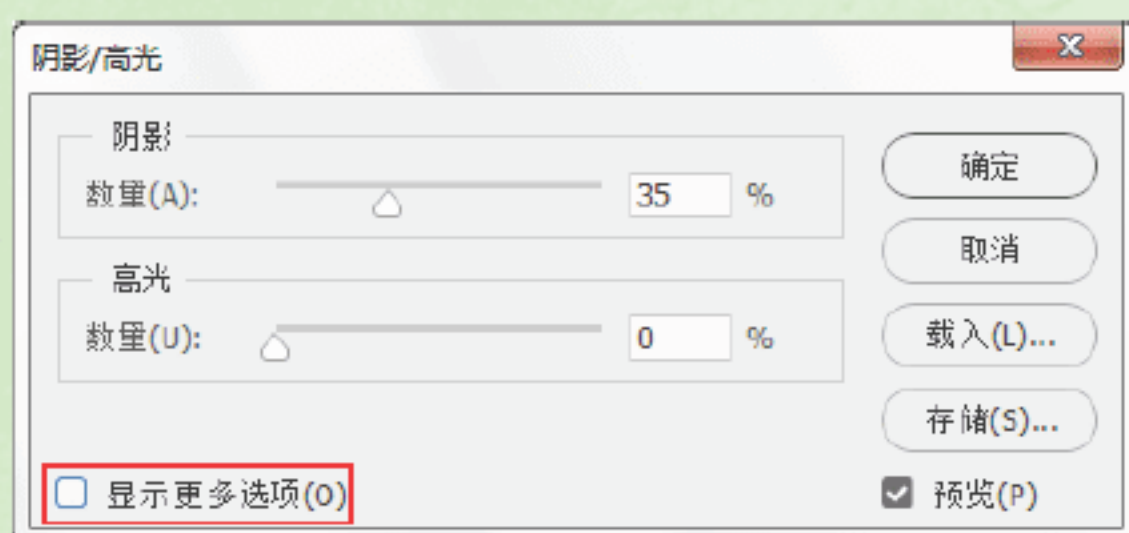 阴影/高光
阴影
数量(A): 35 %
高光
数量(U): 0 %
显示更多选项(O)
确定
取消
载入(L)...
存储(S)...
预览(P)